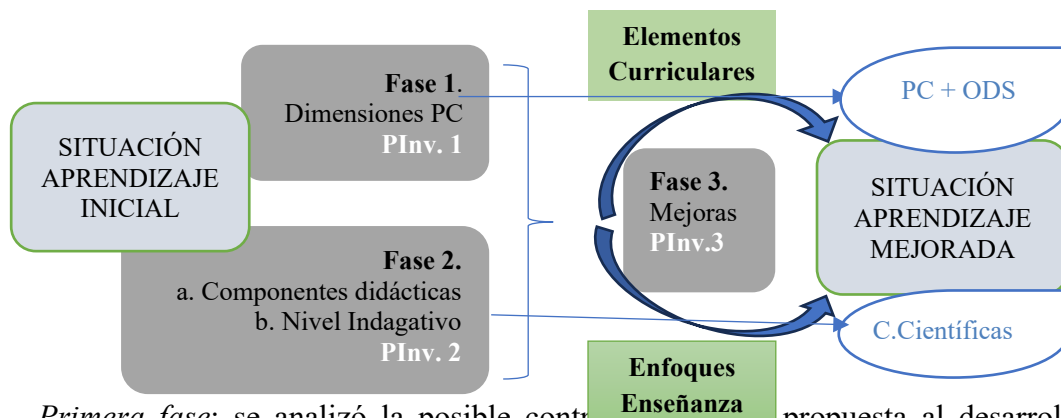 Elementos
Curriculares
Fase 1.
Dimensiones PC
PInv. 1
PC + ODS
SITUACIÓN
APRENDIZAJE
INICIAL
Fase 3.
Mejoras
PInv.3
SITUACIÓN
APRENDIZAJE
MEJORADA
Fase 2.
a. Componentes didácticas
b. Nivel Indagativo
PInv. 2
C.Científicas
Enfoques
Enseñanza
Primera fase: se analizó la posible propuesta al